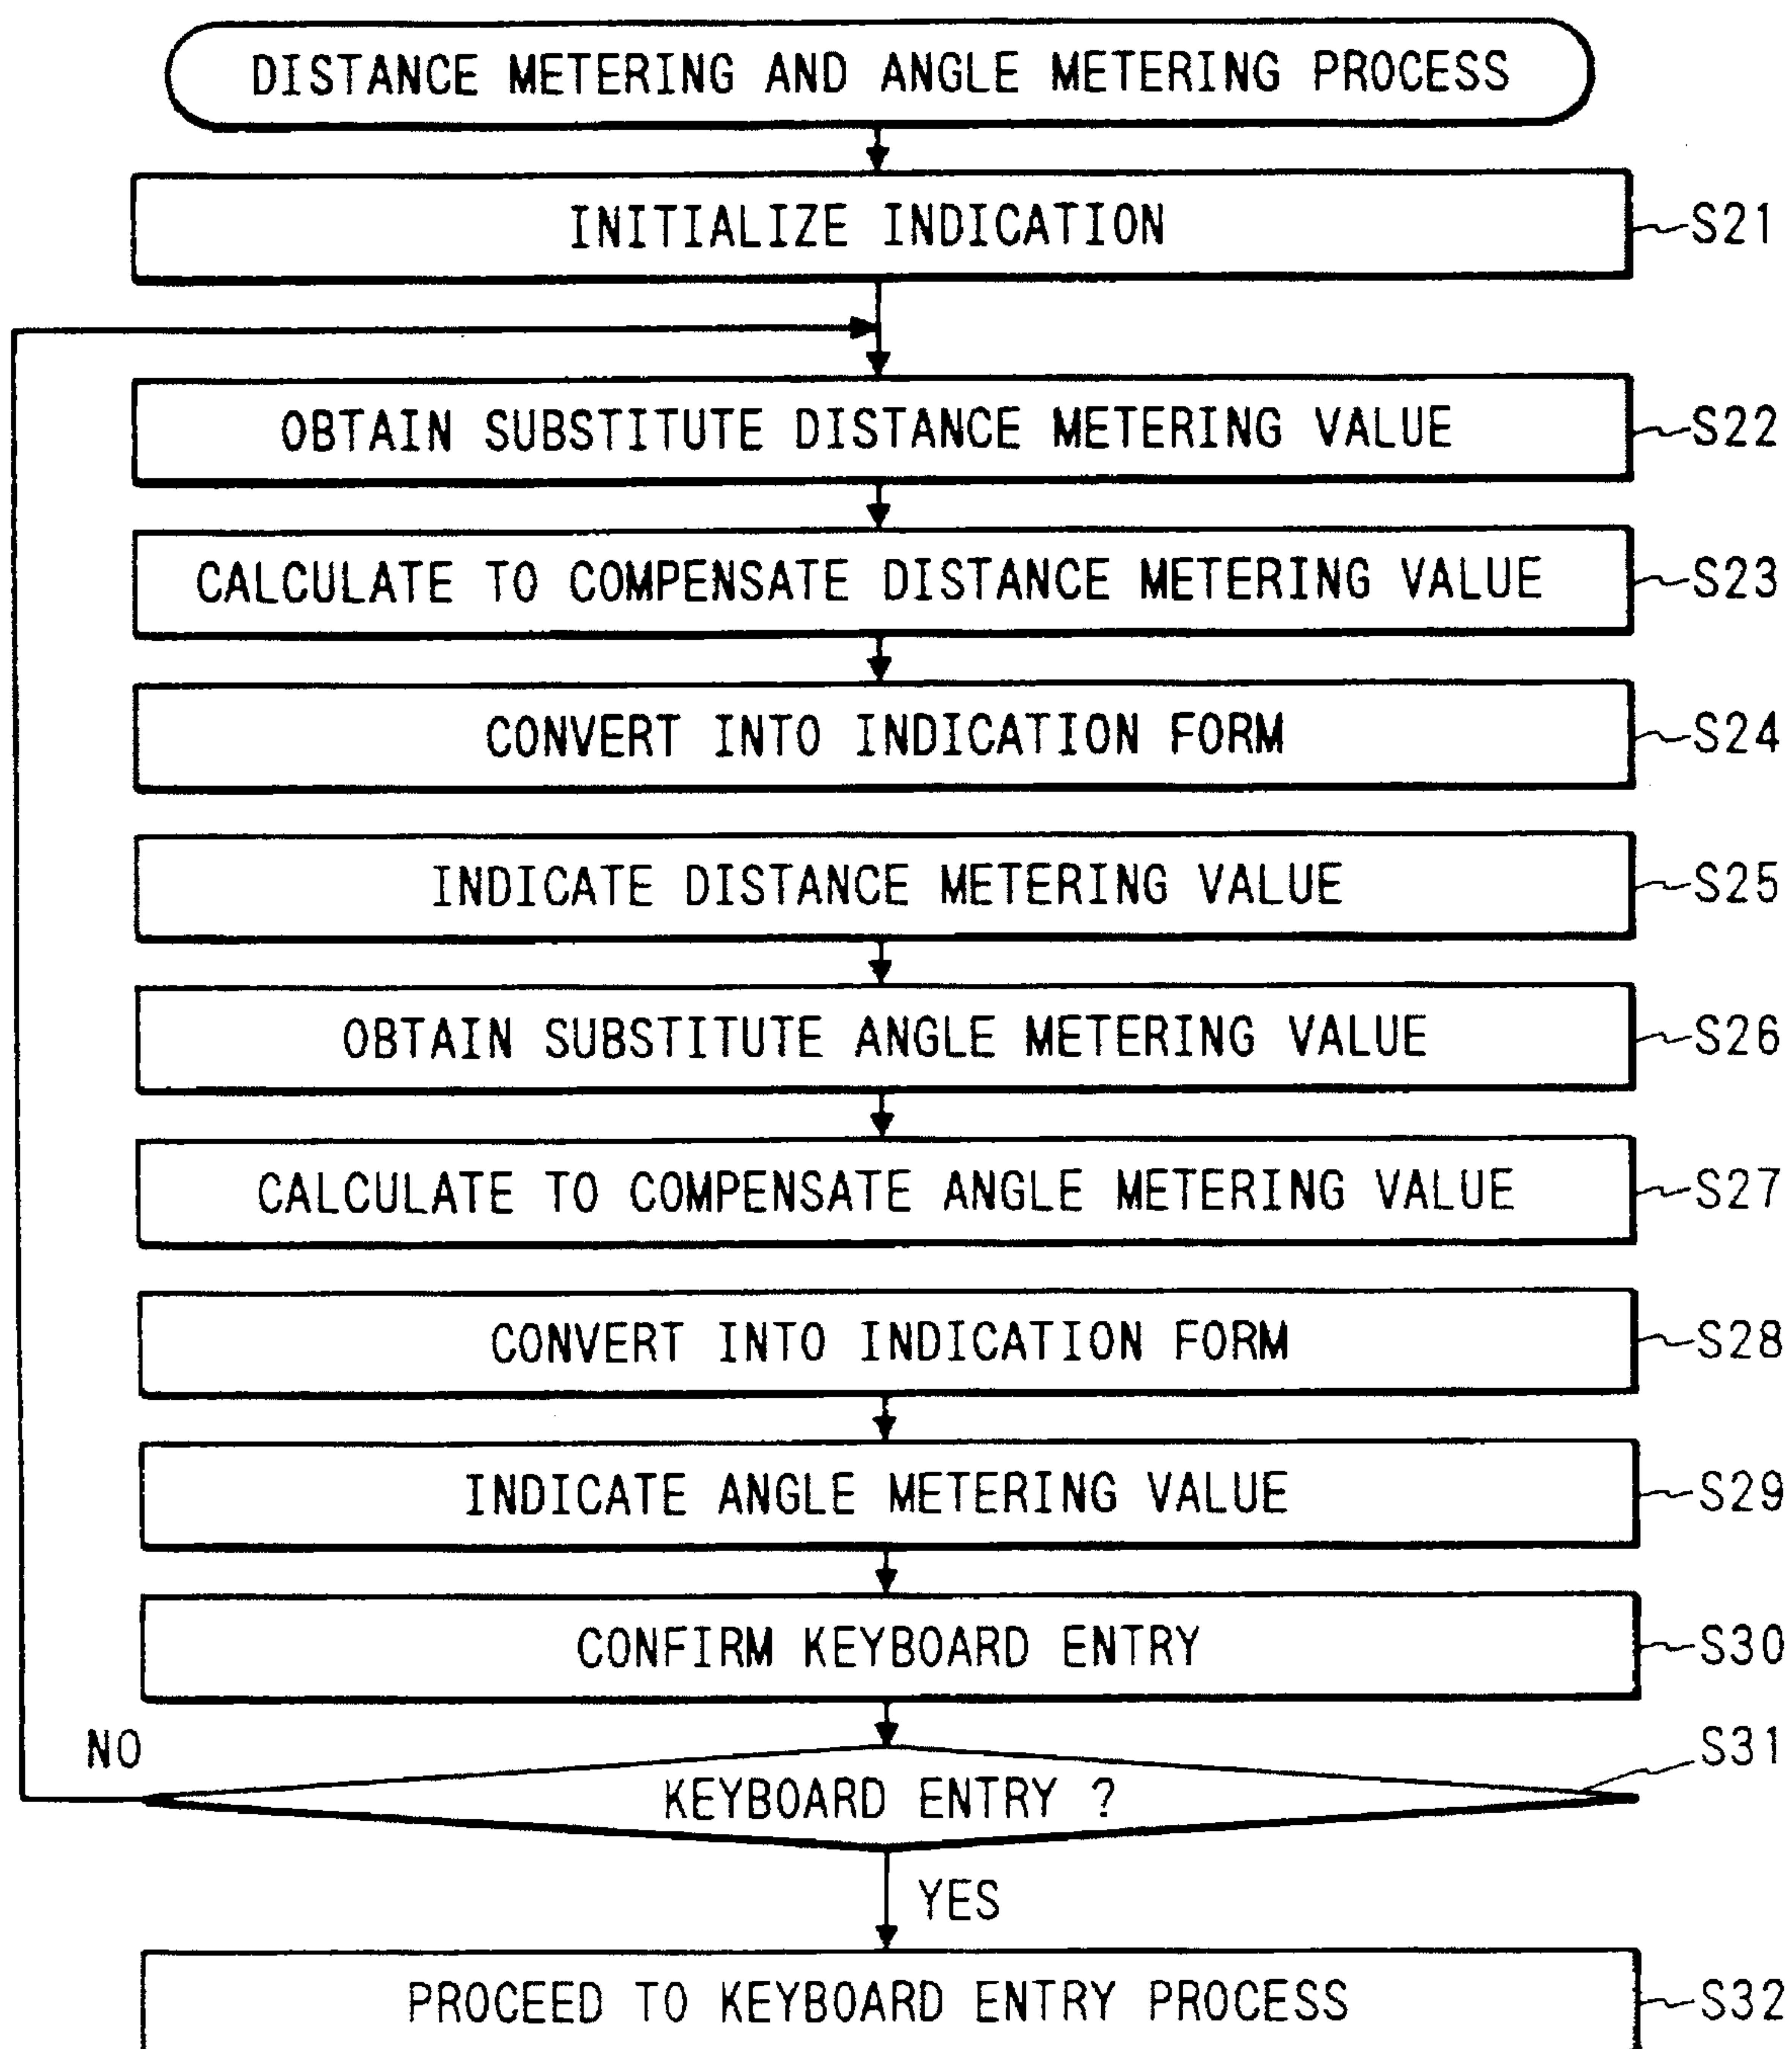 DISTANCE METERING AND ANGLE METERING PROCESS
INITIALIZE INDICATION
S21
OBTAIN SUBSTITUTE DISTANCE METERING VALUE
S22
CALCULATE TO COMPENSATE DISTANCE METERING VALUE
S23
CONVERT INTO INDICATION FORM
S24
INDICATE DISTANCE METERING VALUE
S25
OBTAIN SUBSTITUTE ANGLE METERING VALUE
S26
CALCULATE TO COMPENSATE ANGLE METERING VALUE
S27
CONVERT INTO INDICATION FORM
S28
INDICATE ANGLE METERING VALUE
S29
CONFIRM KEYBOARD ENTRY
S30
NO
S31
KEYBOARD ENTRY ?
YES
PROCEED TO KEYBOARD ENTRY PROCESS
S32